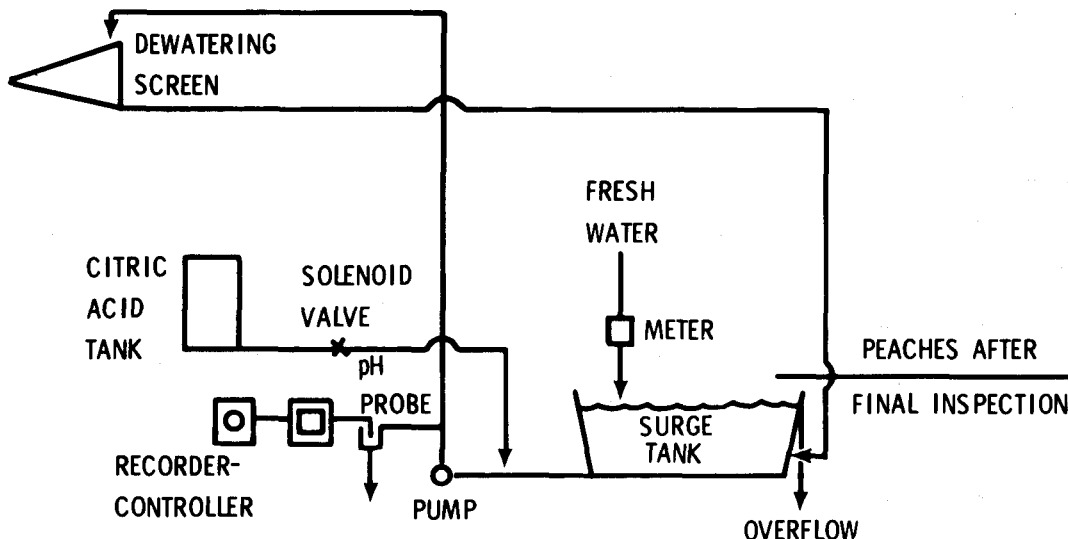 DEWATERING
SCREEN
FRESH
WATER
CITRIC
ACID
TANK
SOLENOID
VALVE
pH
PROBE
METER
PEACHES AFTER
FINAL INSPECTION
SURGE
TANK
RECORDER-
CONTROLLER
PUMP
OVERFLOW